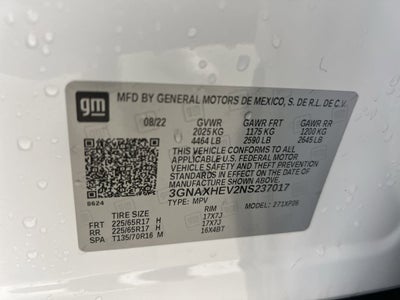 gm MFD BY GENERAL MOTORS DE MEXICO, S. DE R.L. DE C.V.
08/22 GVWR GAWR FRT GAWR RR
2025 KG 1175 KG 1200 KG
4464 LB 2590 LB 2645 LB
THIS VEHICLE CONFORMS TO ALL APPLICABLE U.S. FEDERAL MOTOR
VEHICLE SAFETY, BUMPER, AND THEFT PREVENTION STANDARDS
IN EFFECT ON THE DATE OF MANUFACTURE SHOWN ABOVE.
3GNAXHEV2NS237017
8624 TYPE: MPV MODEL: 271XP26
TIRE SIZE RIM
FRT 225/65R17 H 17X7J
RR 225/65R17 H 17X7J
SPA T135/70R16 M 16X4BT